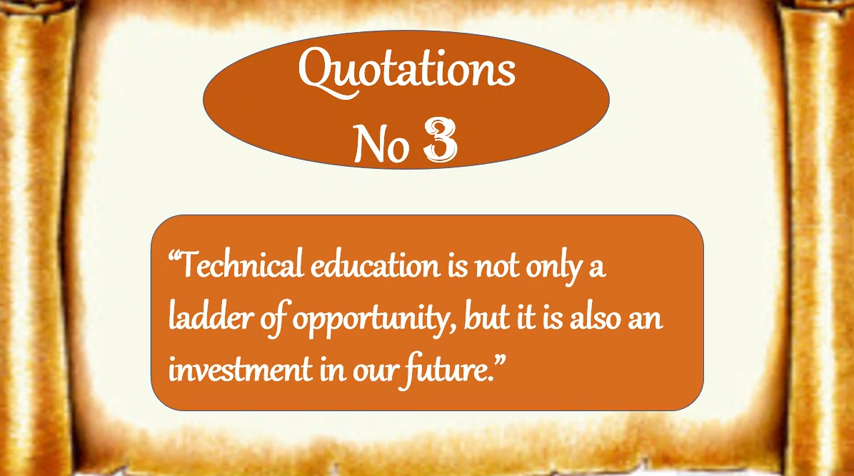 Quotations
No 3
“Technical education is not only a
ladder of opportunity, but it is also an
investment in our future.”